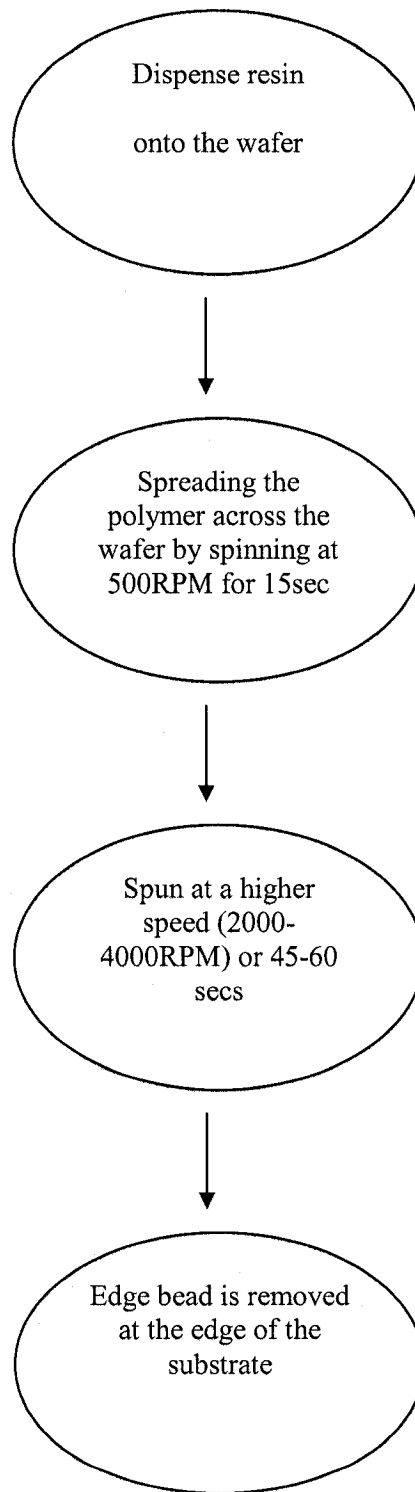 Dispense resin
onto the wafer
Spreading the
polymer across the
wafer by spinning at
500RPM for 15sec
Spun at a higher
speed (2000-
4000RPM) or 45-60
secs
Edge bead is removed
at the edge of the
substrate